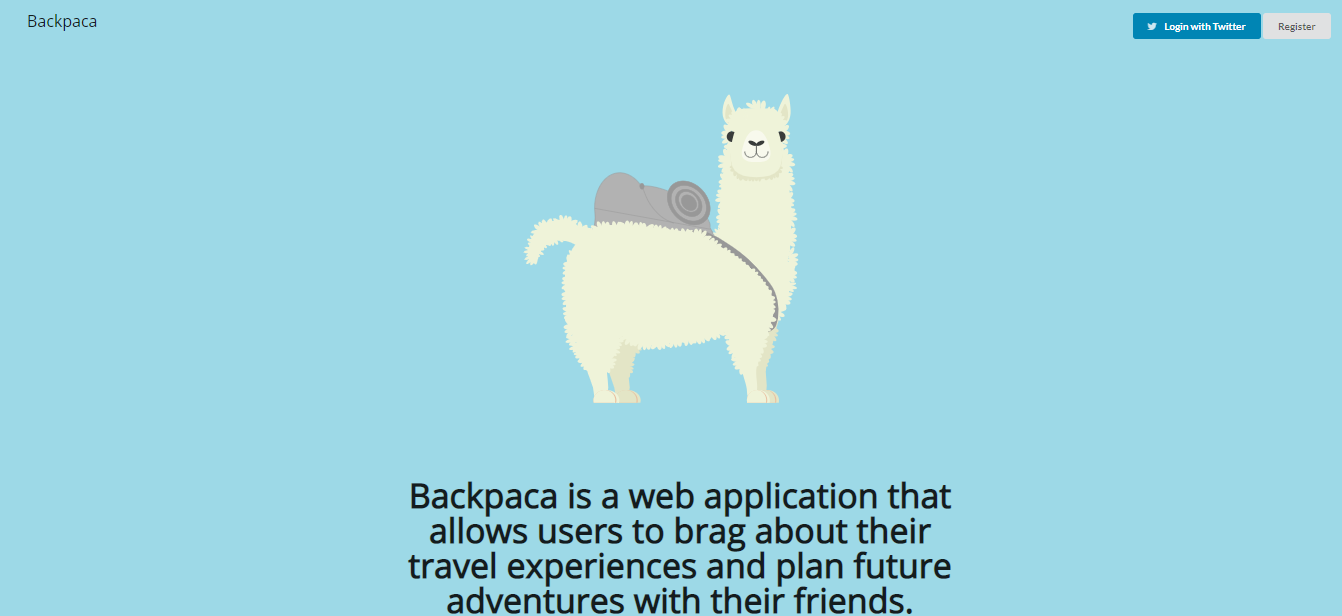 Backpaca
Login with Twitter
Register
Backpaca is a web application that
allows users to brag about their
travel experiences and plan future
adventures with their friends.